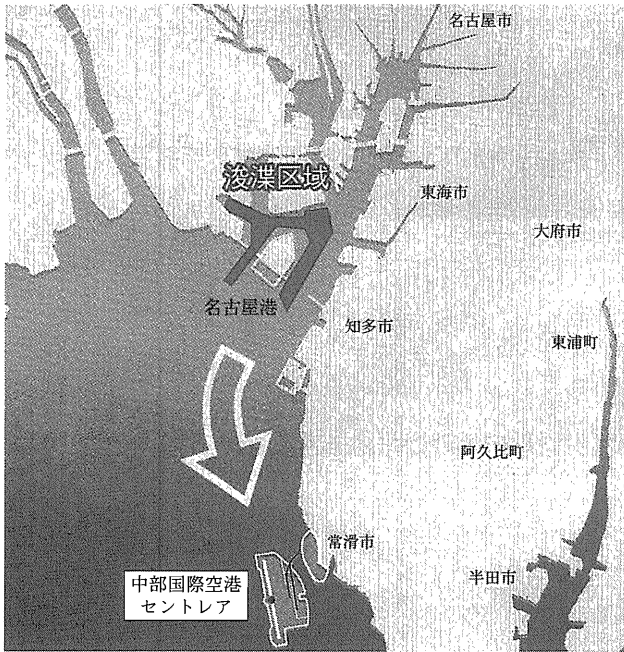 名古屋市
浚渫区域
東海市
大府市
名古屋港
知多市
東浦町
阿久比町
常滑市
中部国際空港
セントレア
半田市